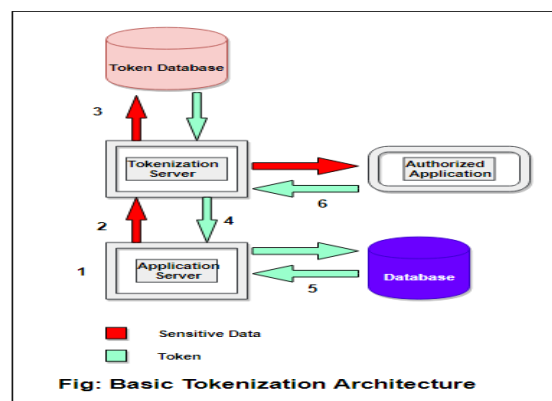 Token Database
3
Tokenization
Server
Authorized
Application
6
2
4
1
Application
Server
Database
5
Sensitive Data
Token
Fig: Basic Tokenization Architecture